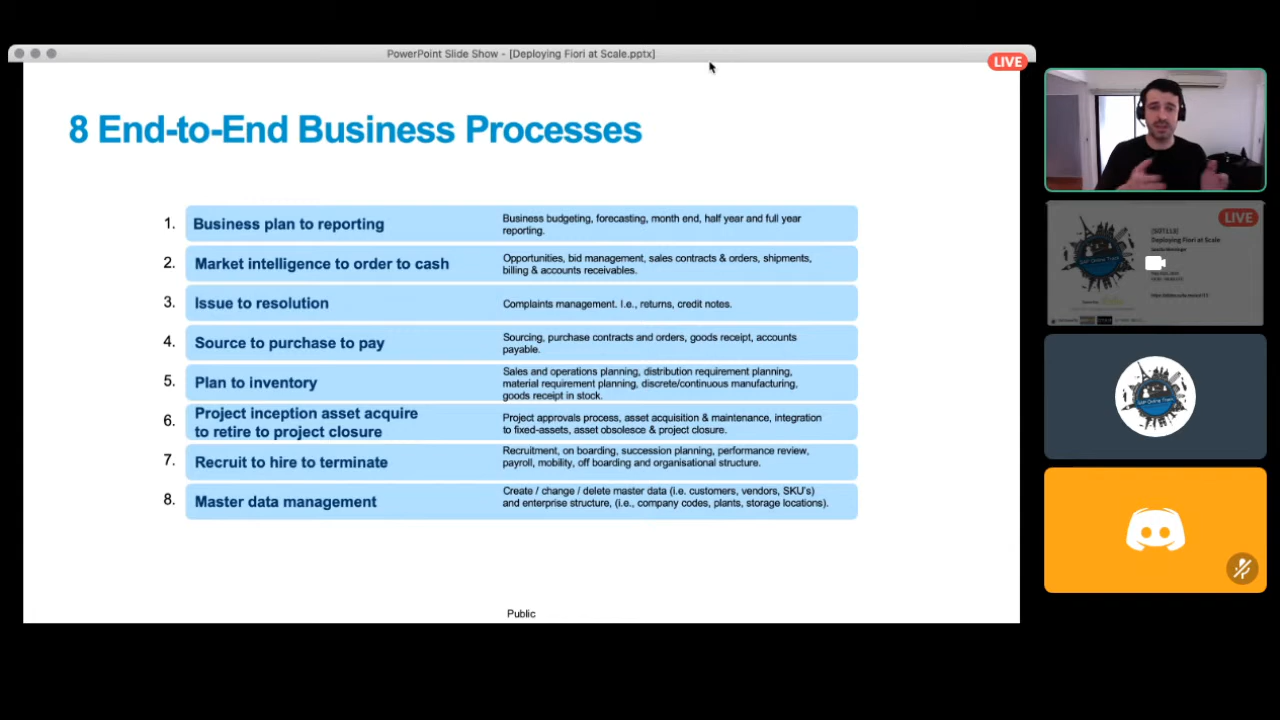 PowerPoint Slide Show - [Deploying Fiori at Scale.pptx]
LIVE
8 End-to-End Business Processes
1. Business plan to reporting
Business budgeting, forecasting, month end, half year and full year
reporting.
2. Market intelligence to order to cash
Opportunities, bid management, sales contracts & orders, shipments,
billing & accounts receivables.
3. Issue to resolution
Complaints management. I.e., returns, credit notes.
4. Source to purchase to pay
Sourcing, purchase contracts and orders, goods receipt, accounts
payable.
5. Plan to inventory
Sales and operations planning, distribution requirement planning,
material requirement planning, discrete/continuous manufacturing,
goods receipt in stock.
6. Project inception asset acquire
to retire to project closure
Project approvals process, asset acquisition & maintenance, integration
to fixed-assets, asset obsolesce & project closure.
7. Recruit to hire to terminate
Recruitment, on boarding, succession planning, performance review,
payroll, mobility, off boarding and organisational structure.
8. Master data management
Create / change / delete master data (i.e. customers, vendors, SKU's)
and enterprise structure, (i.e., company codes, plants, storage locations).
Public
LIVE
Deploying Fiori at Scale